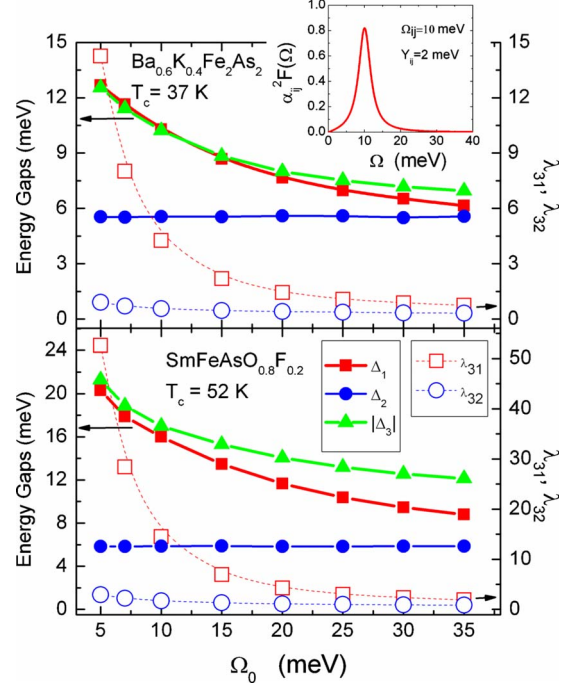 Ba0.6K0.4Fe2As2
Tc = 37 K
Energy Gaps (meV)
15
12
9
6
3
0
αij²F(Ω)
1.0
0.8
0.6
0.4
0.2
0.0
Ωij=10 meV
Υij=2 meV
0
10
20
30
40
Ω (meV)
15
12
9
6
3
0
λ31, λ32
SmFeAsO0.8F0.2
Tc = 52 K
Energy Gaps (meV)
24
20
16
12
8
4
0
Δ1
Δ2
|Δ3|
λ31
λ32
50
40
30
20
10
0
λ31, λ32
5
10
15
20
25
30
35
Ω0 (meV)